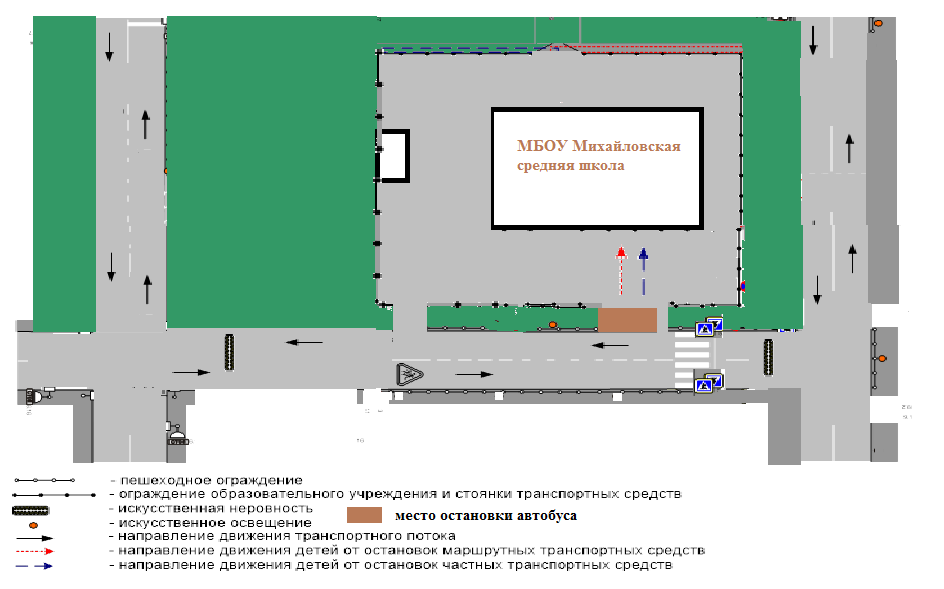 МБОУ Михайловская
средняя школа
- пешеходное ограждение
- ограждение образовательного учреждения и стоянки транспортных средств
- искусственная неровность
- искусственное освещение
место остановки автобуса
- направление движения транспортного потока
- направление движения детей от остановок маршрутных транспортных средств
- направление движения детей от остановок частных транспортных средств